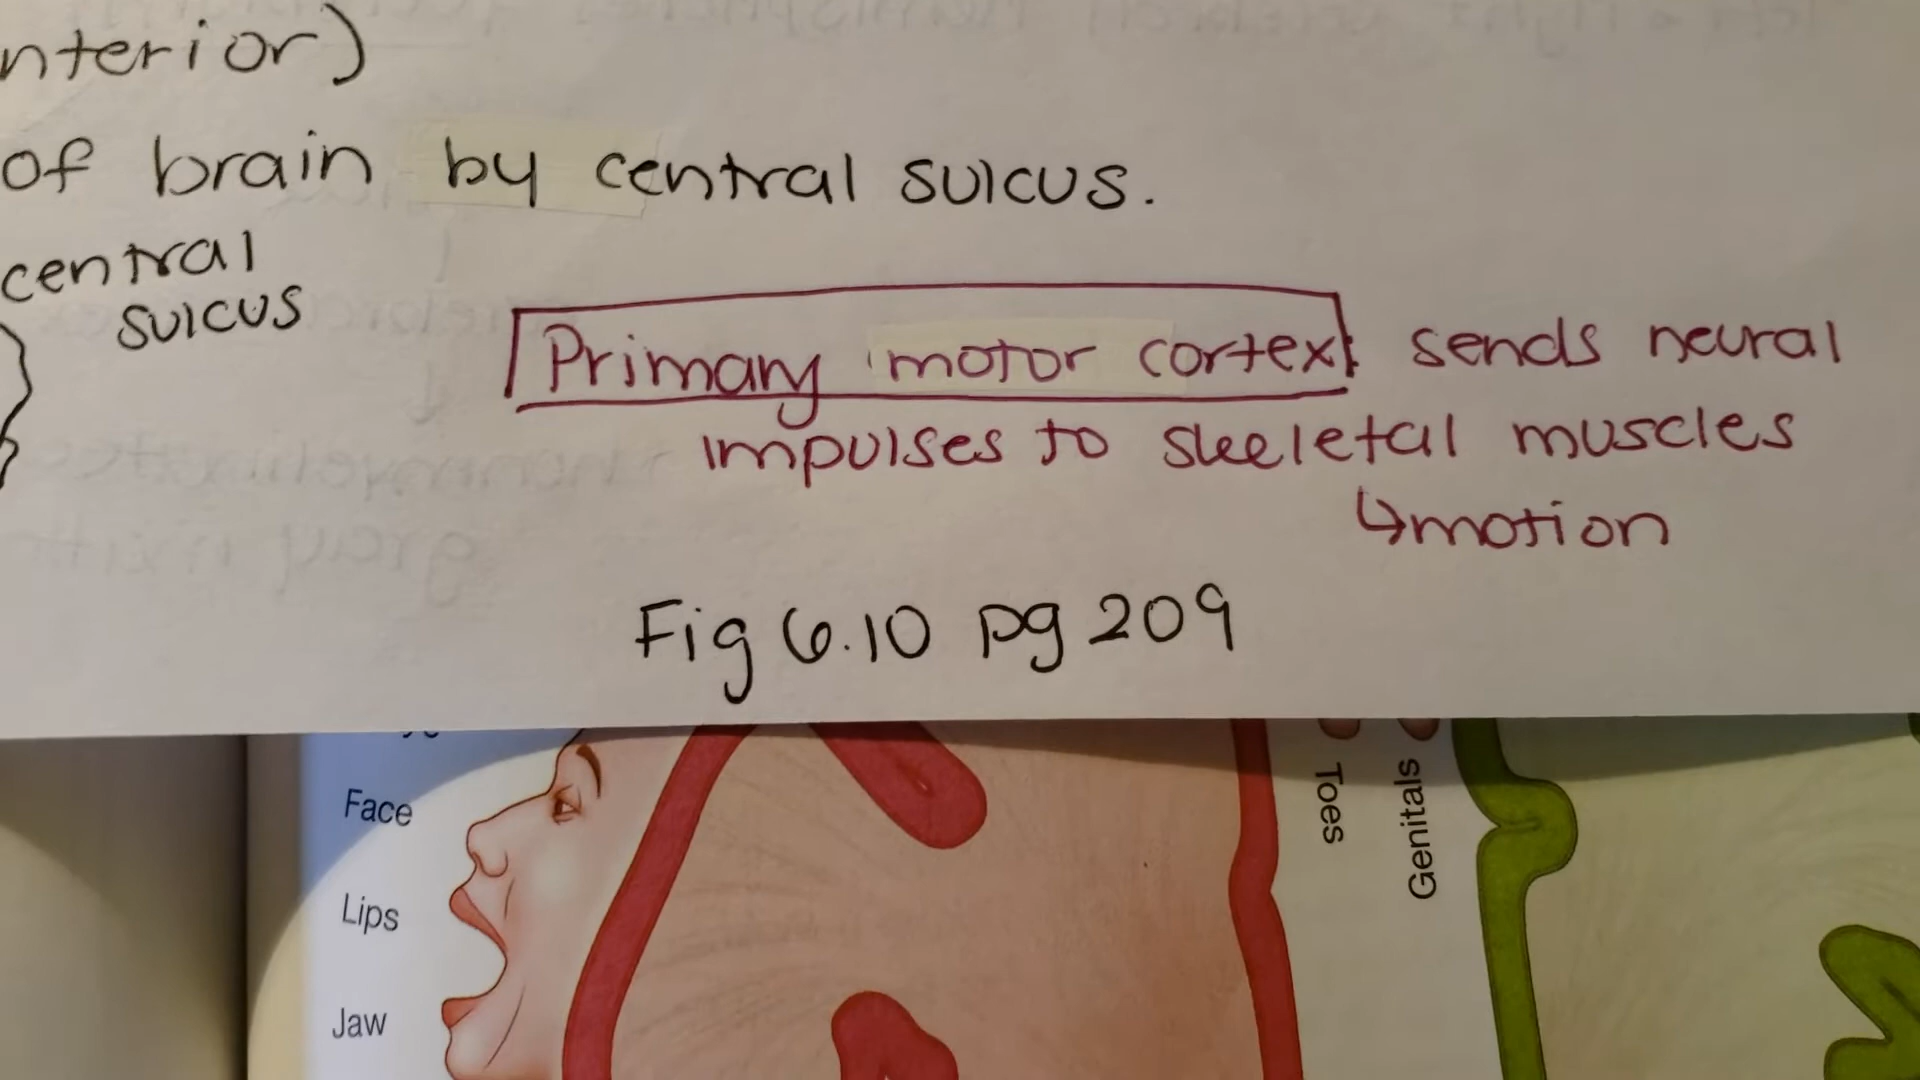 nterior)
of brain by central sulcus.
central
sulcus
Primary motor cortex: sends neural
impulses to skeletal muscles
↳motion
Fig 6.10 pg 209
Face
Lips
Jaw
Toes
Genitals